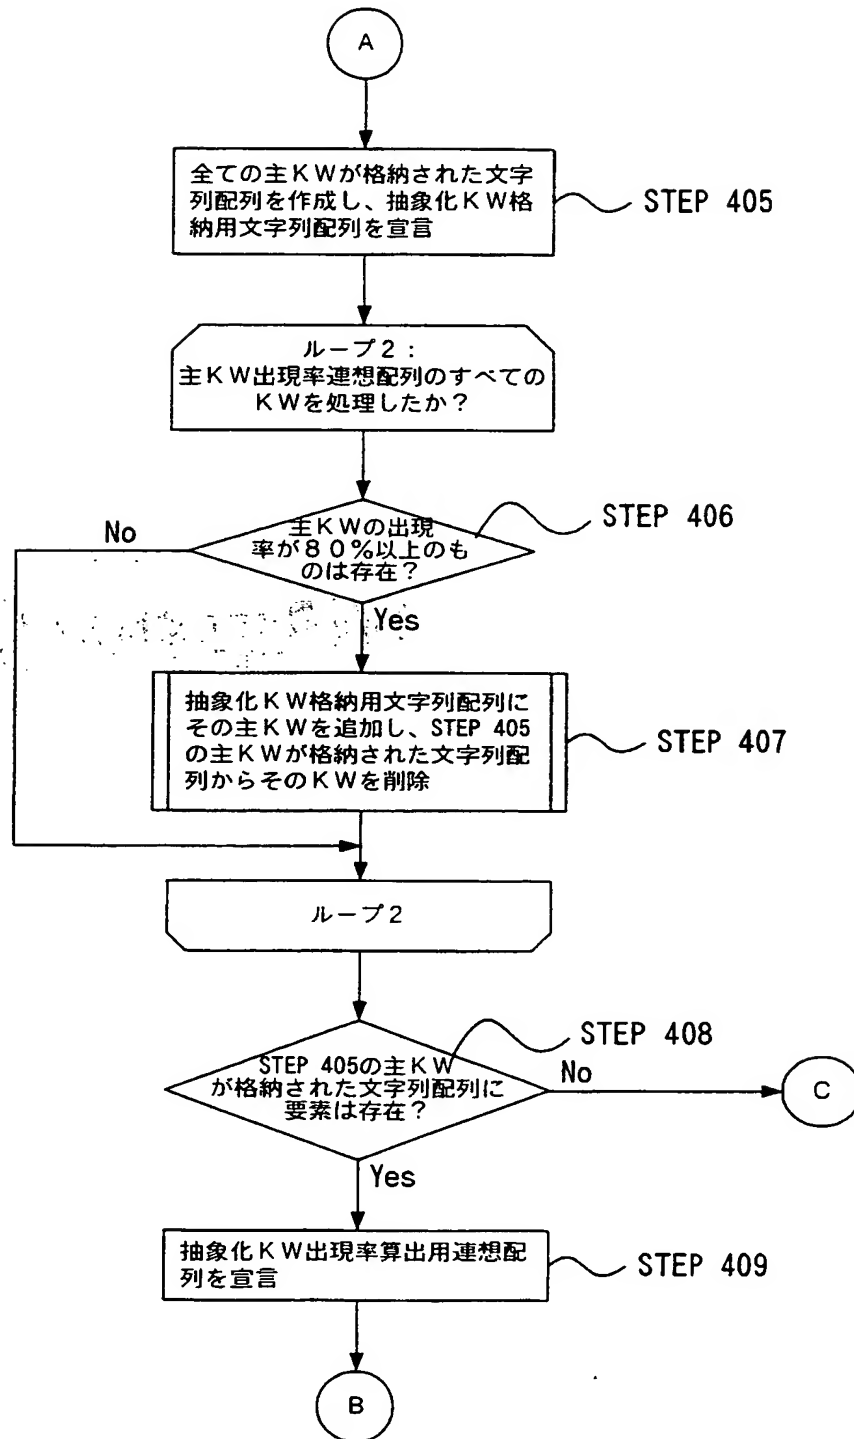 A
全ての主KWが格納された文字
列配列を作成し、抽象化KW格
納用文字列配列を宣言
STEP 405
ループ2:
主KW出現率連想配列のすべての
KWを処理したか?
主KWの出現
率が80%以上のも
のは存在?
STEP 406
No
Yes
抽象化KW格納用文字列配列に
その主KWを追加し、STEP 405
の主KWが格納された文字列配
列からそのKWを削除
STEP 407
ループ2
STEP 405の主KW
が格納された文字列配列に
要素は存在?
STEP 408
No
C
Yes
抽象化KW出現率算出用連想配
列を宣言
STEP 409
B